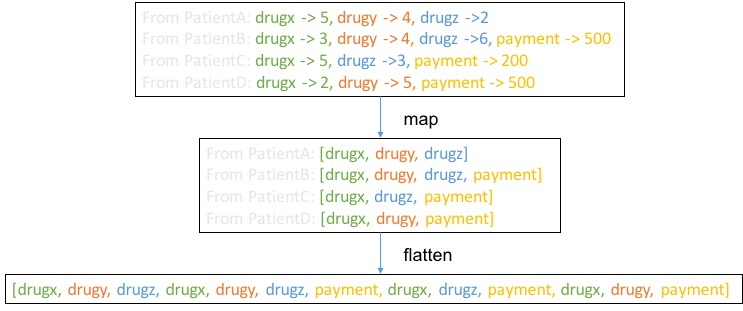 From PatientA: drugx -> 5, drugy -> 4, drugz ->2
From PatientB: drugx -> 3, drugy -> 4, drugz ->6, payment -> 500
From PatientC: drugx -> 5, drugz ->3, payment -> 200
From PatientD: drugx -> 2, drugy -> 5, payment -> 500
map
From PatientA: [drugx, drugy, drugz]
From PatientB: [drugx, drugy, drugz, payment]
From PatientC: [drugx, drugz, payment]
From PatientD: [drugx, drugy, payment]
flatten
[drugx, drugy, drugz, drugx, drugy, drugz, payment, drugx, drugz, payment, drugx, drugy, payment]